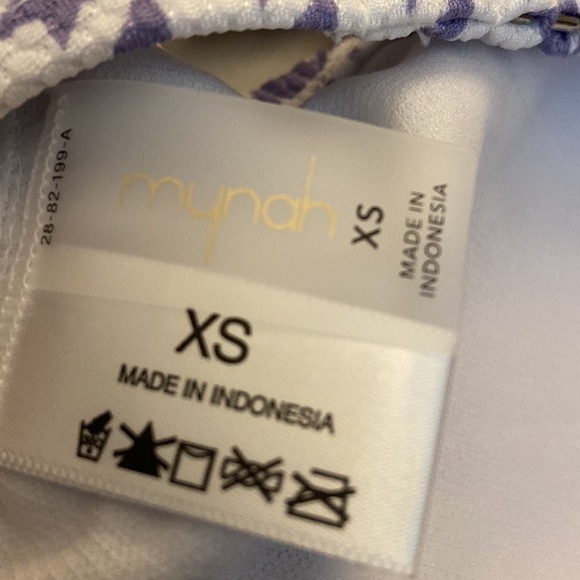 28-82-199-A
mynah
XS
MADE IN
INDONESIA
XS
MADE IN INDONESIA